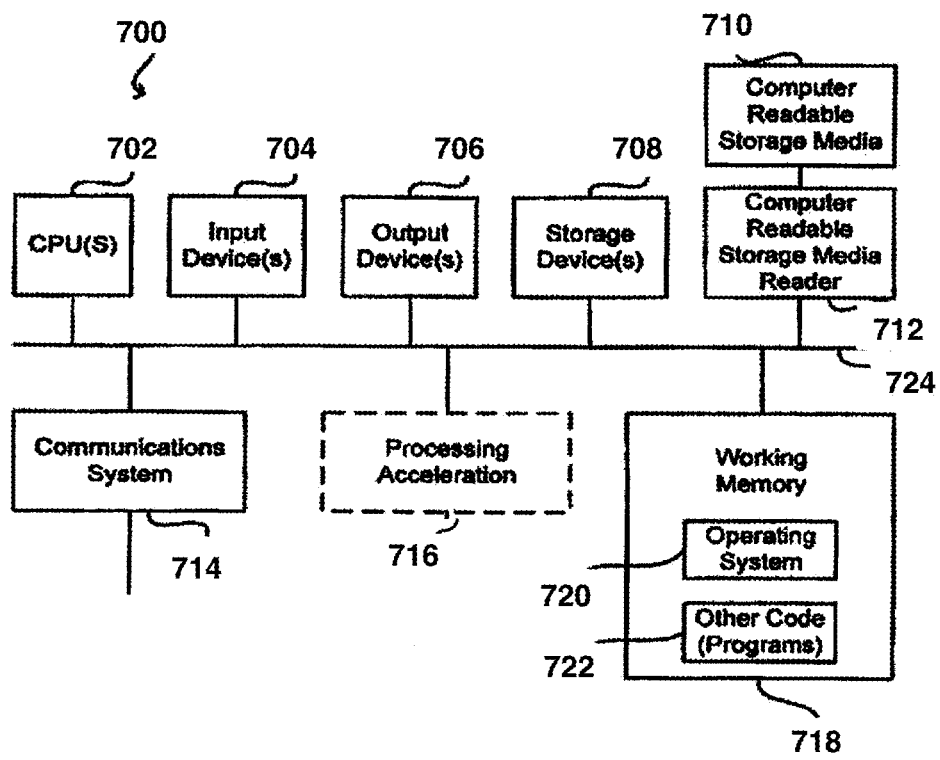 700
710
Computer
Readable
Storage Media
702
704
706
708
CPU(S)
Input
Device(s)
Output
Device(s)
Storage
Device(s)
Computer
Readable
Storage Media
Reader
712
724
Communications
System
714
Processing
Acceleration
716
Working
Memory
Operating
System
720
Other Code
(Programs)
722
718